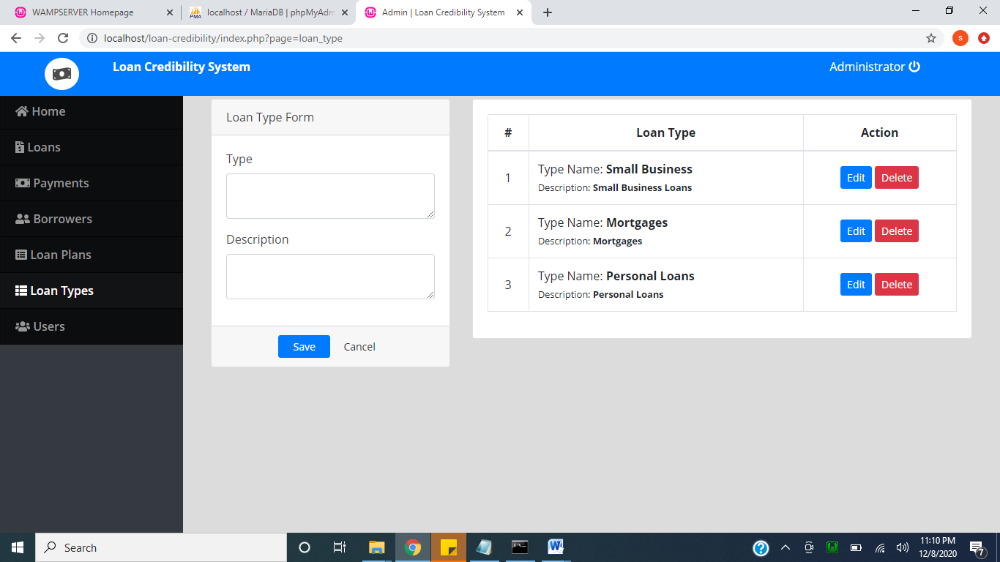 WAMPSERVER Homepage
localhost / MariaDB | phpMyAdm
Admin | Loan Credibility System
localhost/loan-credibility/index.php?page=loan_type
S
Loan Credibility System
Administrator
Home
Loans
Payments
Borrowers
Loan Plans
Loan Types
Users
Loan Type Form
Type
Description
Save Cancel
# Loan Type Action
1 Type Name: Small Business Edit Delete
Description: Small Business Loans
2 Type Name: Mortgages Edit Delete
Description: Mortgages
3 Type Name: Personal Loans Edit Delete
Description: Personal Loans
Search
11:10 PM
12/8/2020
7